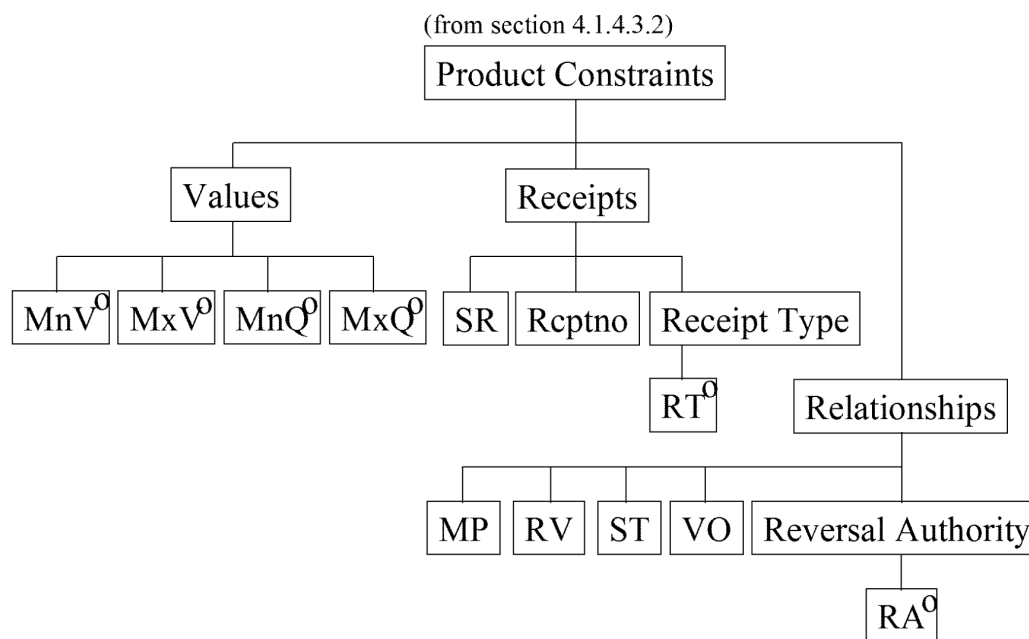 (from section 4.1.4.3.2)
Product Constraints
Values
Receipts
MnV o
MxV o
MnQ o
MxQ o
SR
Rcptno
Receipt Type
RT o
Relationships
MP
RV
ST
VO
Reversal Authority
RA o